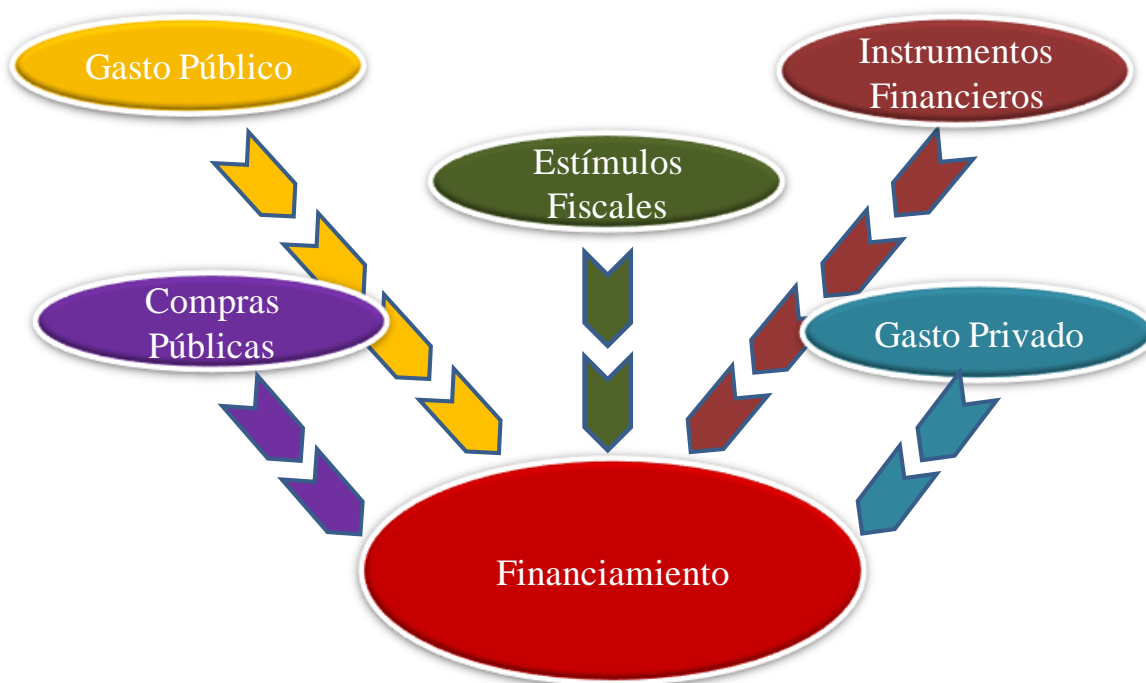 Gasto Público
Instrumentos
Financieros
Estímulos
Fiscales
Compras
Públicas
Gasto Privado
Financiamiento